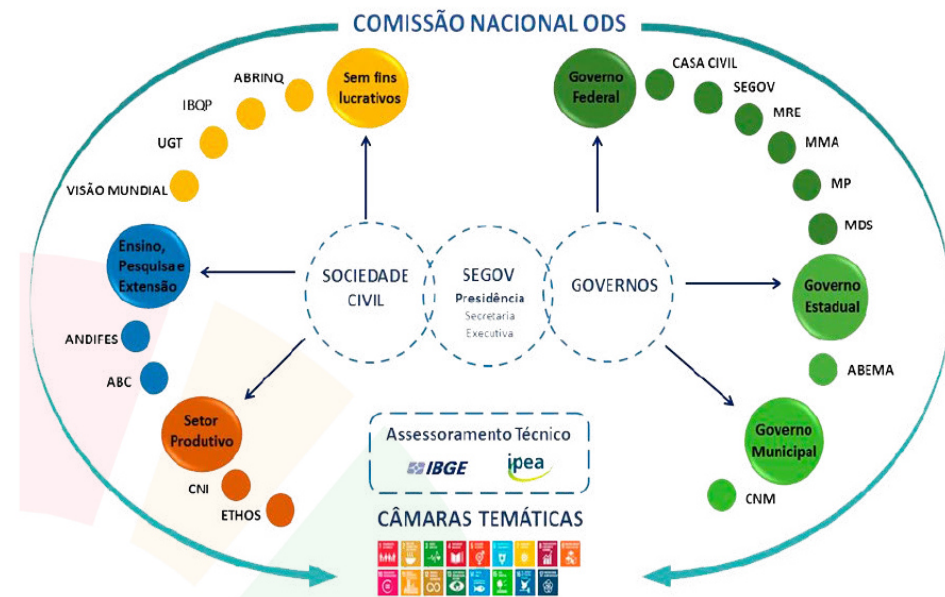 COMISSÃO NACIONAL ODS
Sem fins
lucrativos
ABRINQ
IBQP
UGT
VISÃO MUNDIAL
Ensino,
Pesquisa e
Extensão
ANDIFES
ABC
Setor
Produtivo
CNI
ETHOS
SOCIEDADE
CIVIL
SEGOV
Presidência
Secretaria
Executiva
GOVERNOS
Governo
Federal
CASA CIVIL
SEGOV
MRE
MMA
MP
MDS
Governo
Estadual
ABEMA
Governo
Municipal
CNM
Assessoramento Técnico
IBGE
ipea
CÂMARAS TEMÁTICAS